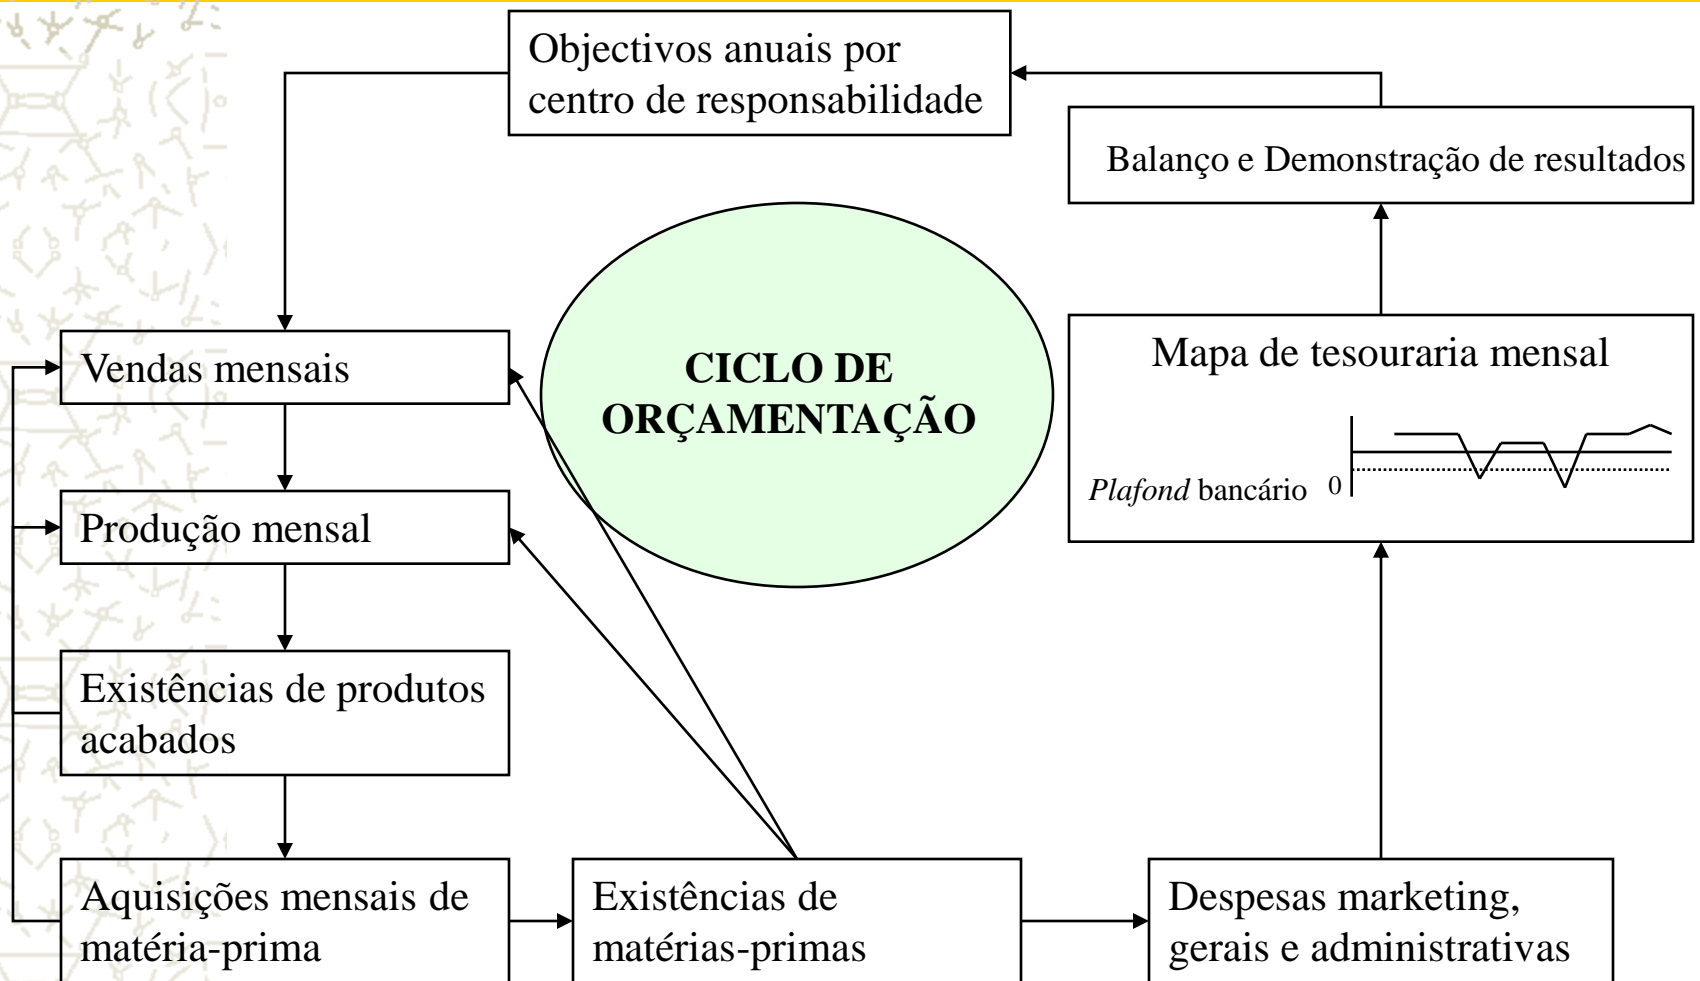 Objectivos anuais por
centro de responsabilidade
Balanço e Demonstração de resultados
CICLO DE
ORÇAMENTAÇÃO
Vendas mensais
Mapa de tesouraria mensal
Plafond bancário 0
Produção mensal
Existências de produtos
acabados
Aquisições mensais de
matéria-prima
Existências de
matérias-primas
Despesas marketing,
gerais e administrativas